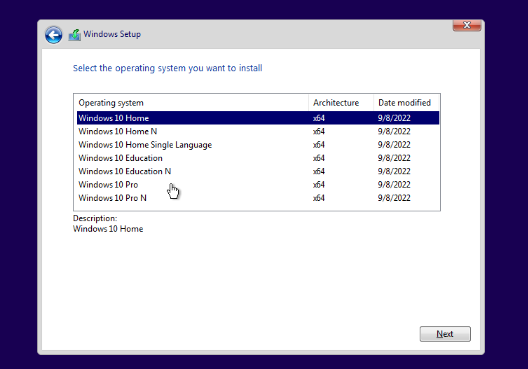 Windows Setup
Select the operating system you want to install
Operating system Architecture Date modified
Windows 10 Home x64 9/8/2022
Windows 10 Home N x64 9/8/2022
Windows 10 Home Single Language x64 9/8/2022
Windows 10 Education x64 9/8/2022
Windows 10 Education N x64 9/8/2022
Windows 10 Pro x64 9/8/2022
Windows 10 Pro N x64 9/8/2022
Description:
Windows 10 Home
Next